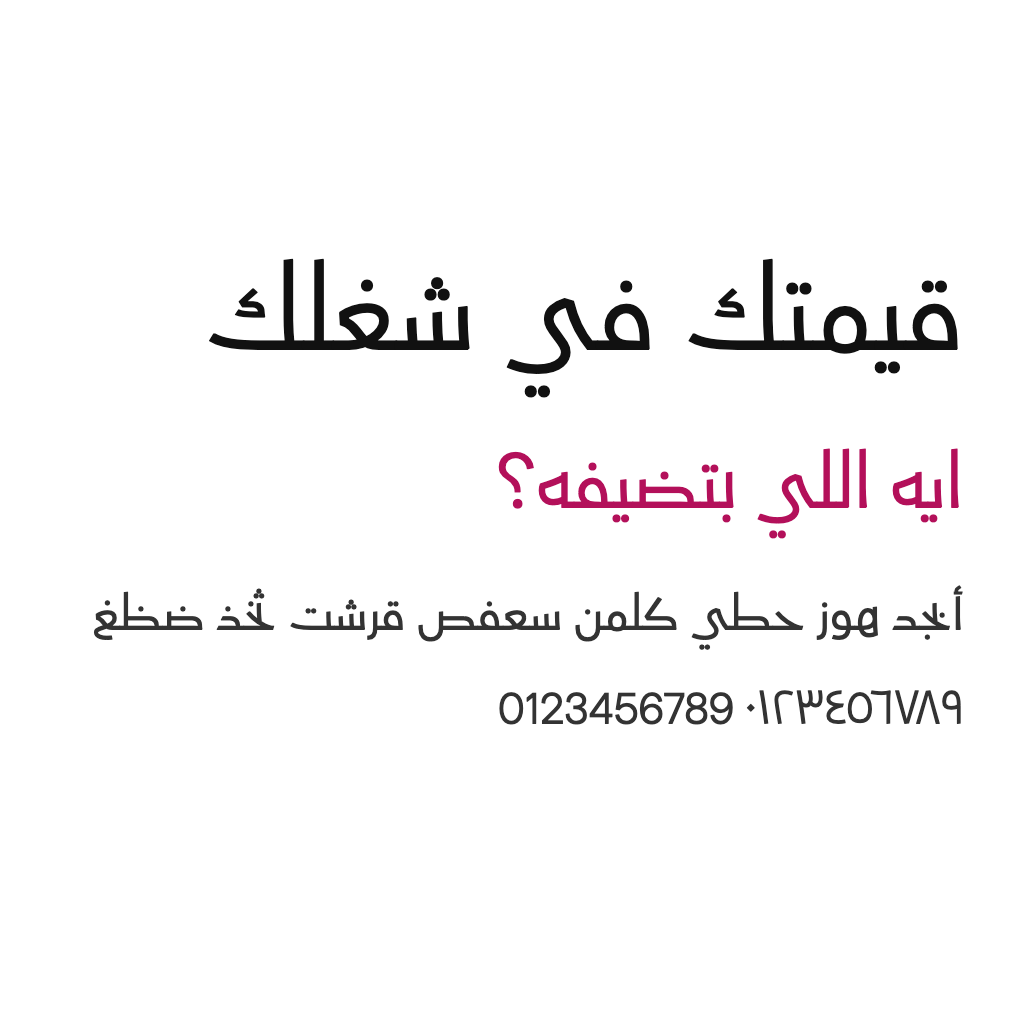 قيمتك في شغلك
ايه اللي بتضيفه؟
أبجد هوز حطي كلمن سعفص قرشت ثخذ ضظغ
٠١٢٣٤٥٦٧٨٩ 0123456789